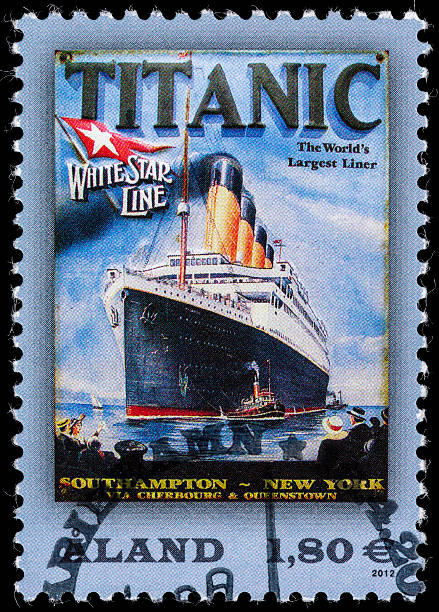 TITANIC
The World's
Largest Liner
WHITE STAR
LINE
SOUTHAMPTON ~ NEW YORK
VIA CHERBOURG & QUEENSTOWN
ÅLAND 1,80 €
2012